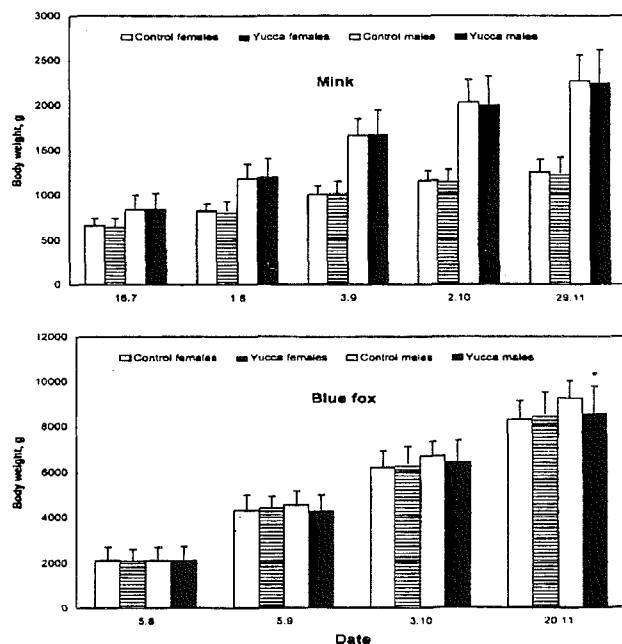 3000
Control females Yucca females Control males Yucca males
Mink
2500
2000
1500
1000
500
0
Body weight, g
16.7 1.8 3.9 2.10 29.11
12000
Control females Yucca females Control males Yucca males
Blue fox
10000
8000
6000
4000
2000
0
Body weight, g
*
5.8 5.9 3.10 20.11
Date